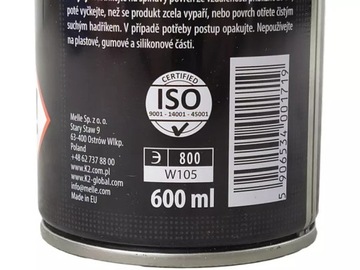 poté vyčkejte, než se produkt zcela vypaří, nebo povrch otřete čistým
suchým hadříkem. V případě potřeby postup opakujte. Nepoužívejte
na plastové, gumové a silikonové části.
CERTIFIED
ISO
9001 - 14001 - 45001
Melle Sp. z o. o.
Stary Staw 9
63-400 Ostrów Wlkp.
Poland
+48 62 737 88 00
www.K2.com.pl
K2-global.com
info@melle.com
Made in EU
Э 800
W105
600 ml
5 906534 001719